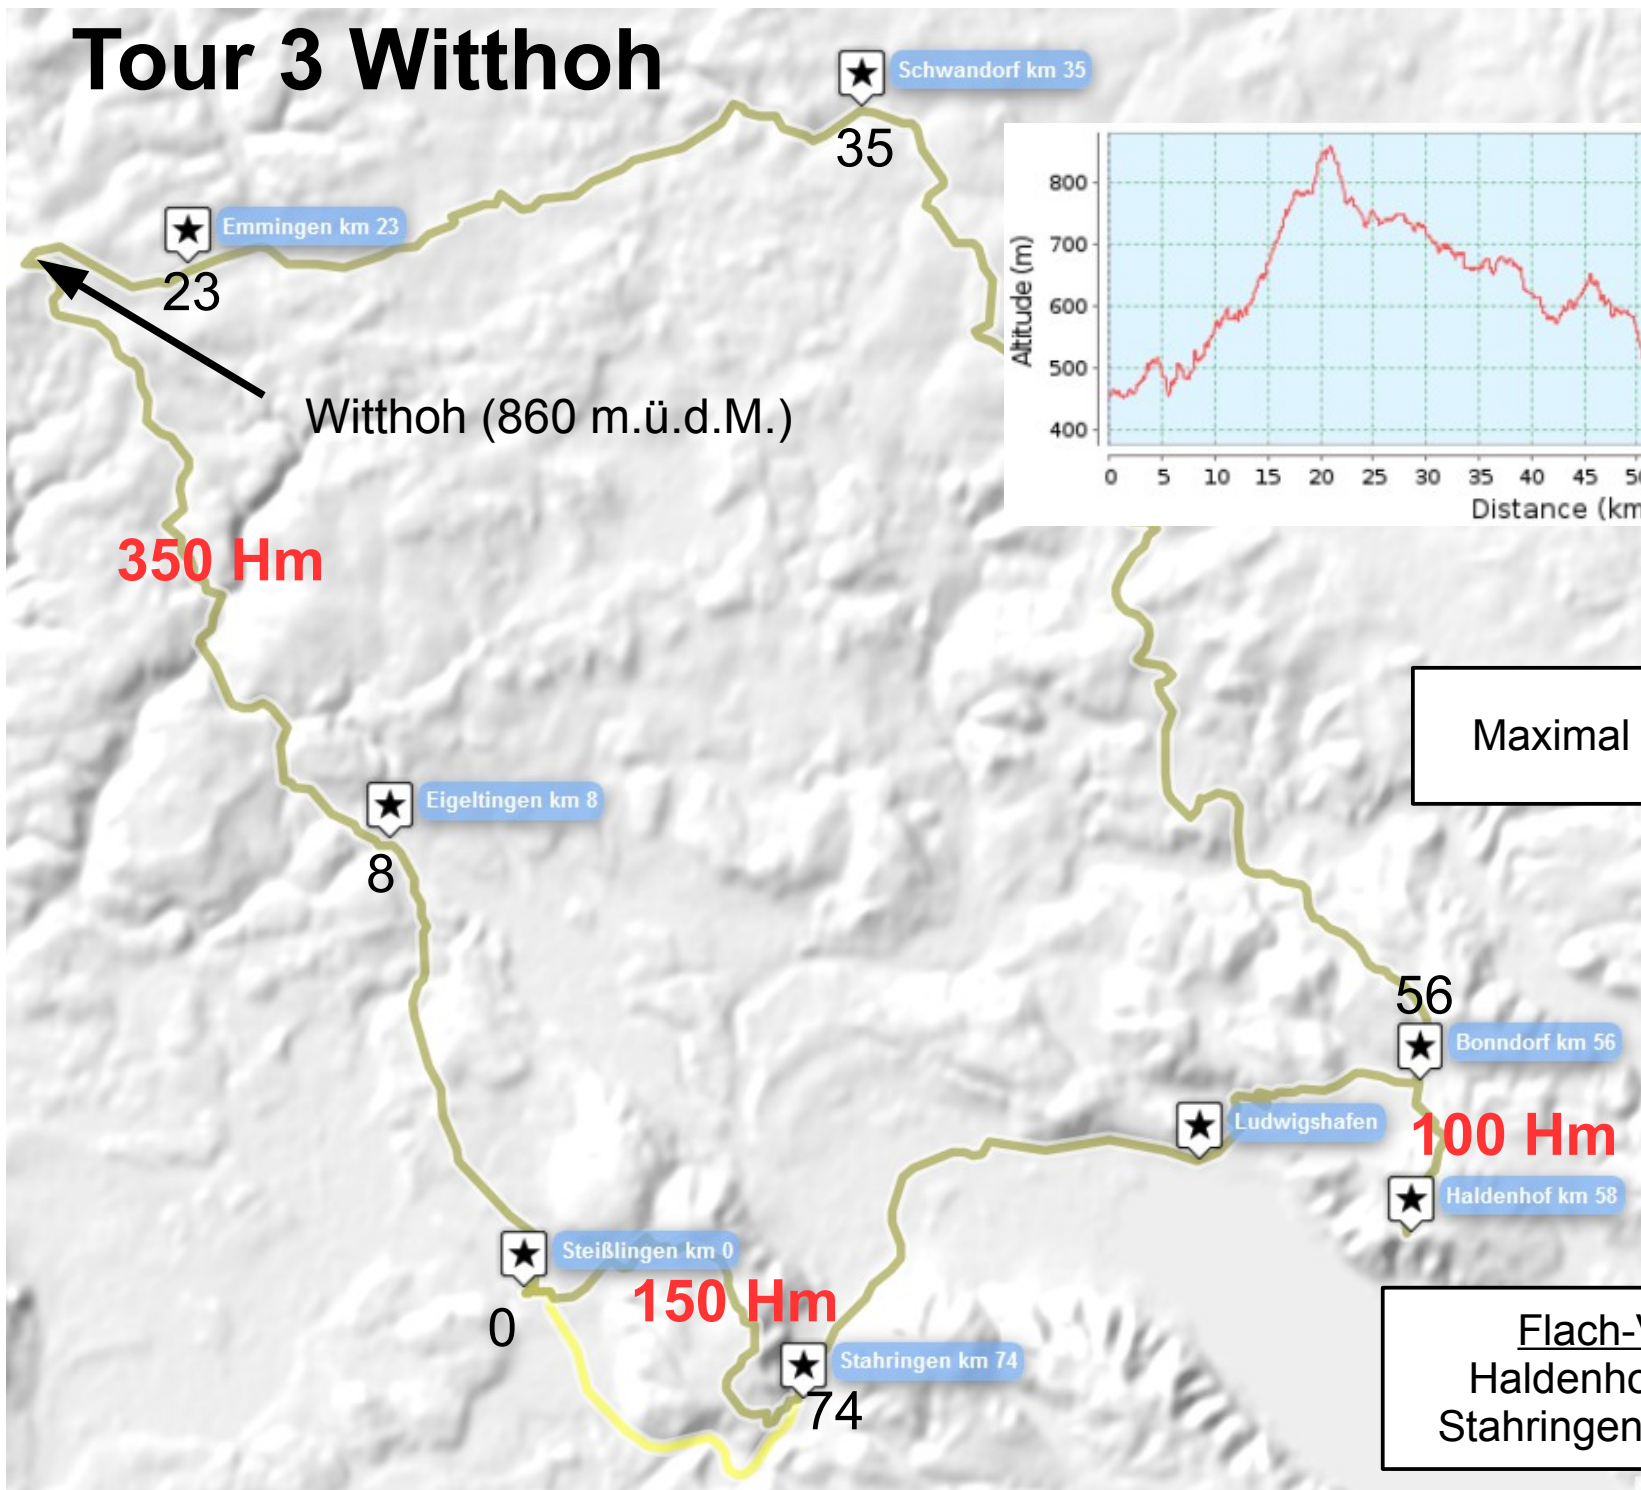 Tour 3 Witthoh
Schwandorf km 35
35
Emmingen km 23
23
Witthoh (860 m.ü.d.M.)
800
700
600
500
400
Altitude (m)
0 5 10 15 20 25 30 35 40 45
Distance (km
350 Hm
Maximal
Eigeltingen km 8
8
56
Bonndorf km 56
Ludwigshafen
100 Hm
Haldenhof km 58
Steißlingen km 0
0
150 Hm
Stahringen km 74
74
Flach-
Haldenho
Stahringen